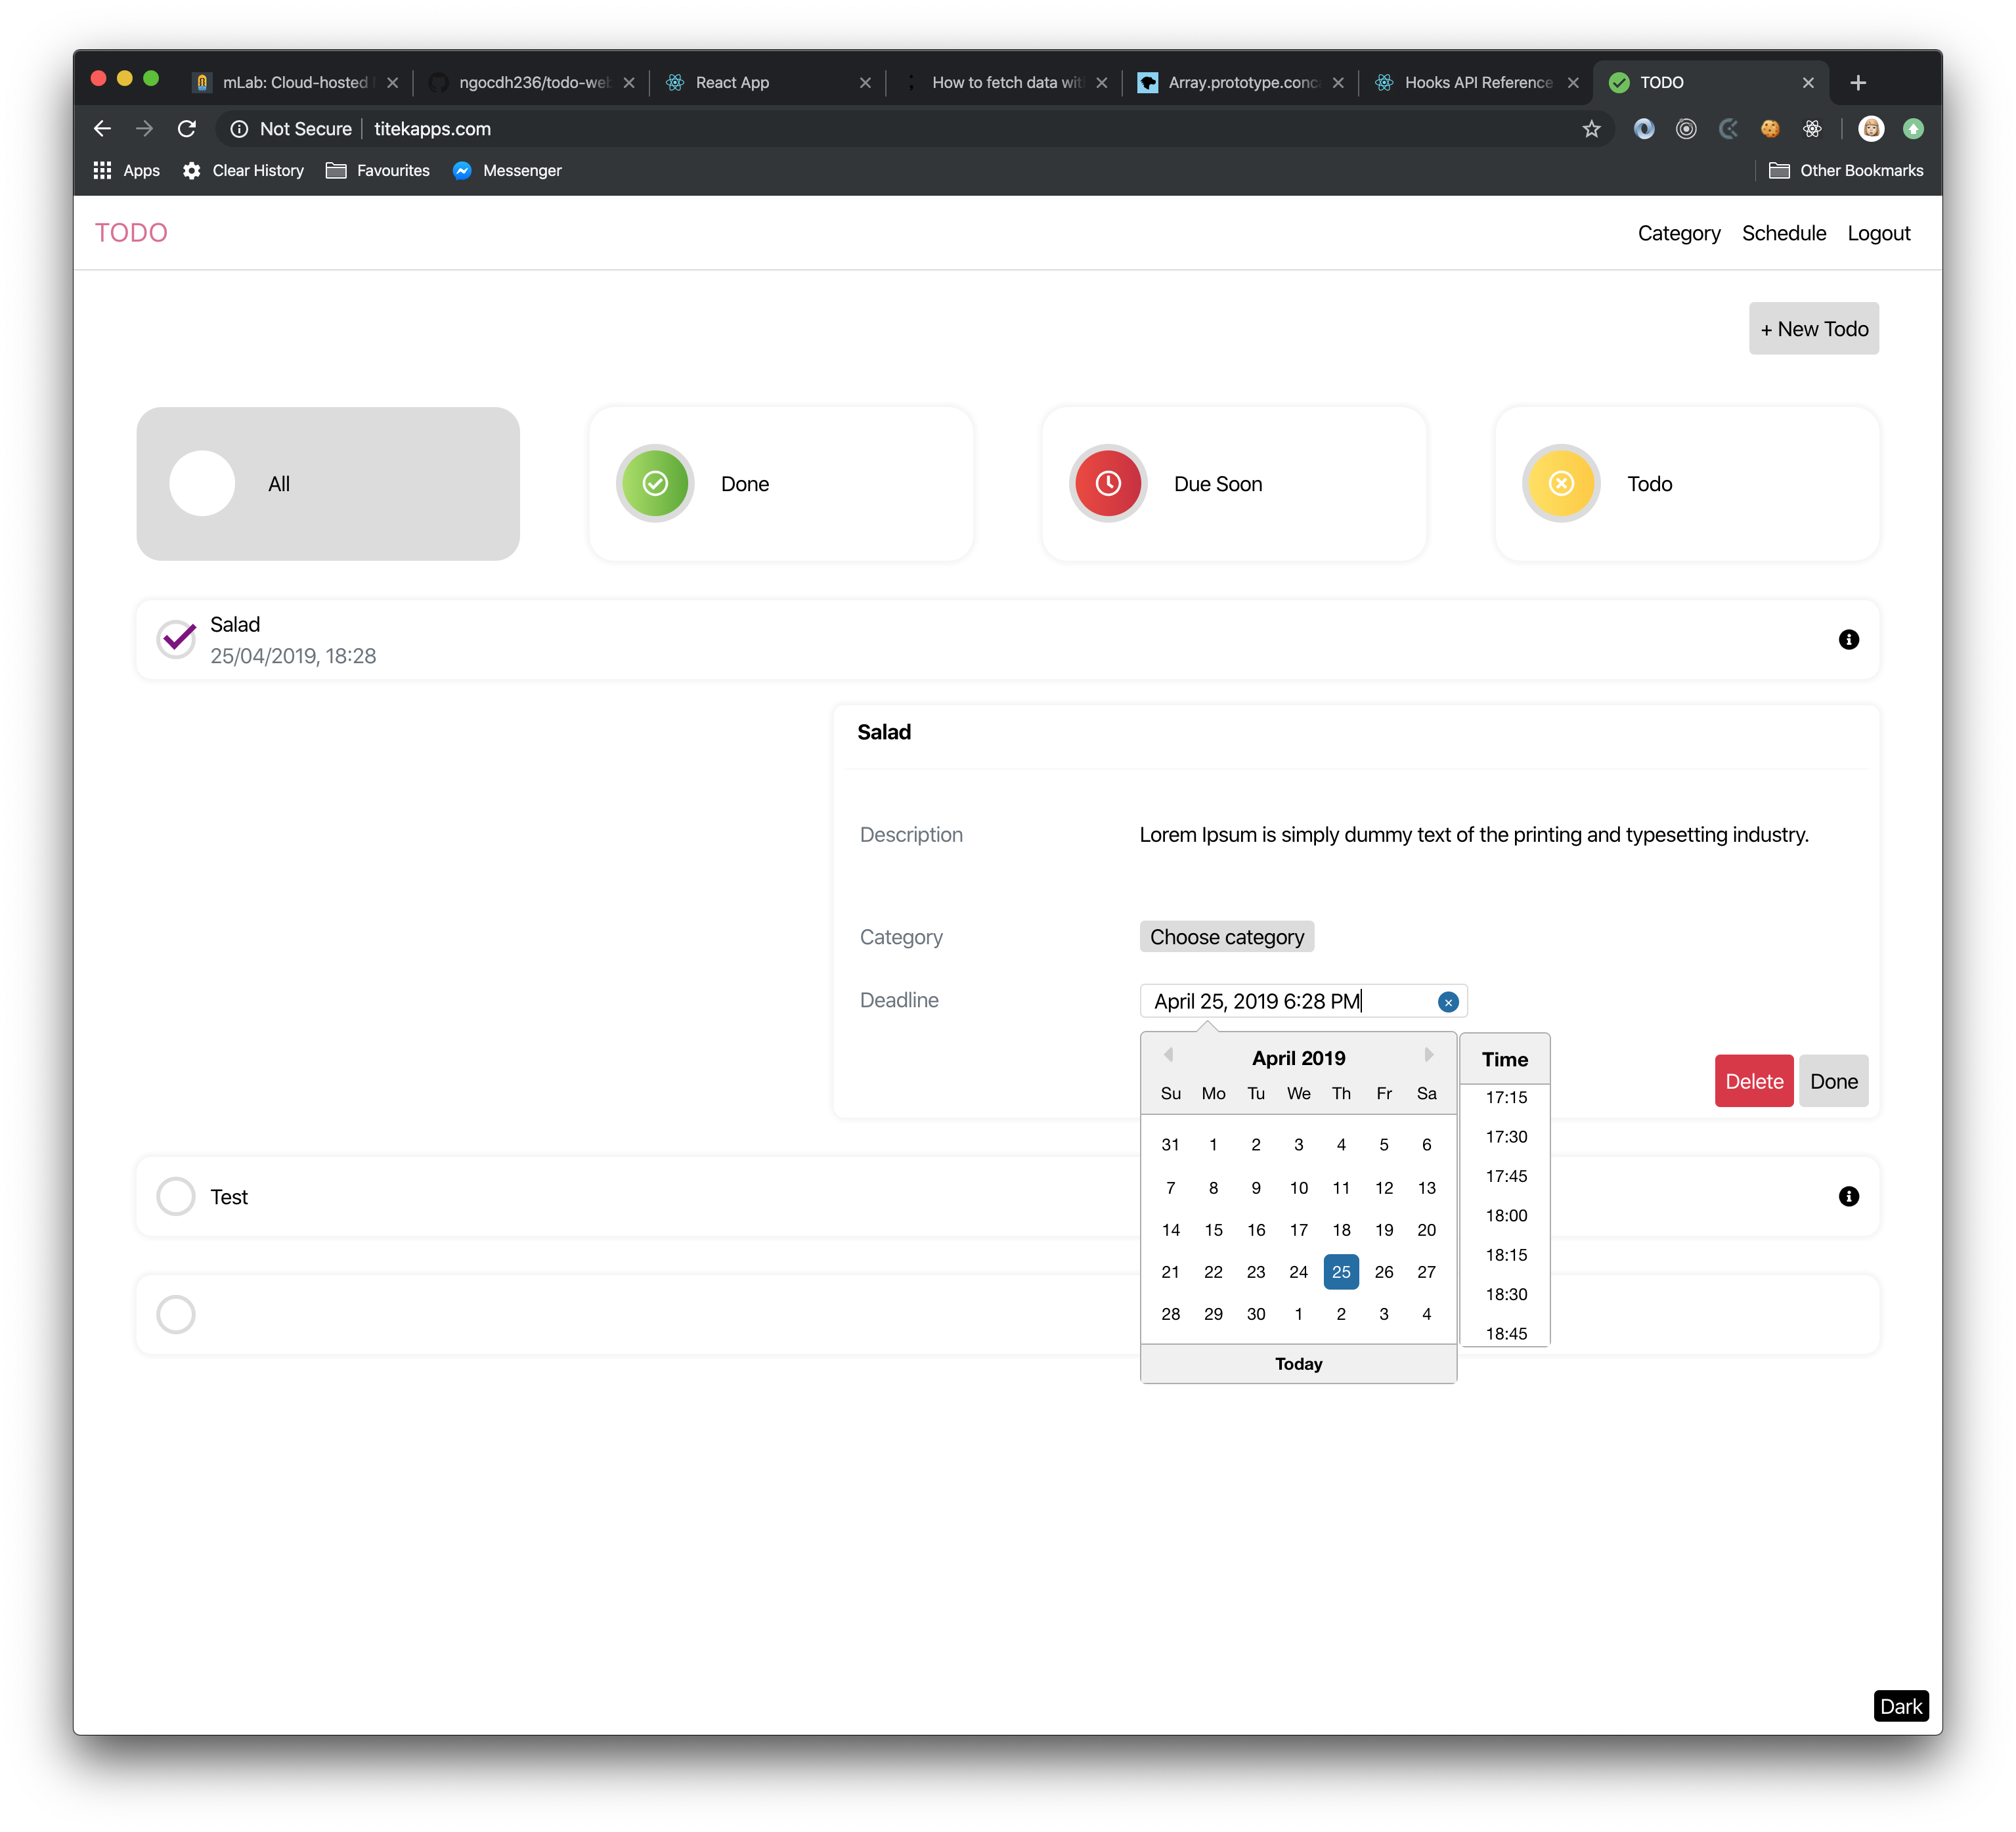 mLab: Cloud-hosted
ngocdh236/todo-web
React App
How to fetch data wit
Array.prototype.conc
Hooks API Reference
TODO
Not Secure
titekapps.com
Apps
Clear History
Favourites
Messenger
Other Bookmarks
TODO
Category
Schedule
Logout
+ New Todo
All
Done
Due Soon
Todo
Salad
25/04/2019, 18:28
Salad
Description
Lorem Ipsum is simply dummy text of the printing and typesetting industry.
Category
Choose category
Deadline
April 25, 2019 6:28 PM
April 2019
Su Mo Tu We Th Fr Sa
31 1 2 3 4 5 6
7 8 9 10 11 12 13
14 15 16 17 18 19 20
21 22 23 24 25 26 27
28 29 30 1 2 3 4
Today
Time
17:15
17:30
17:45
18:00
18:15
18:30
18:45
Delete
Done
Test
Dark